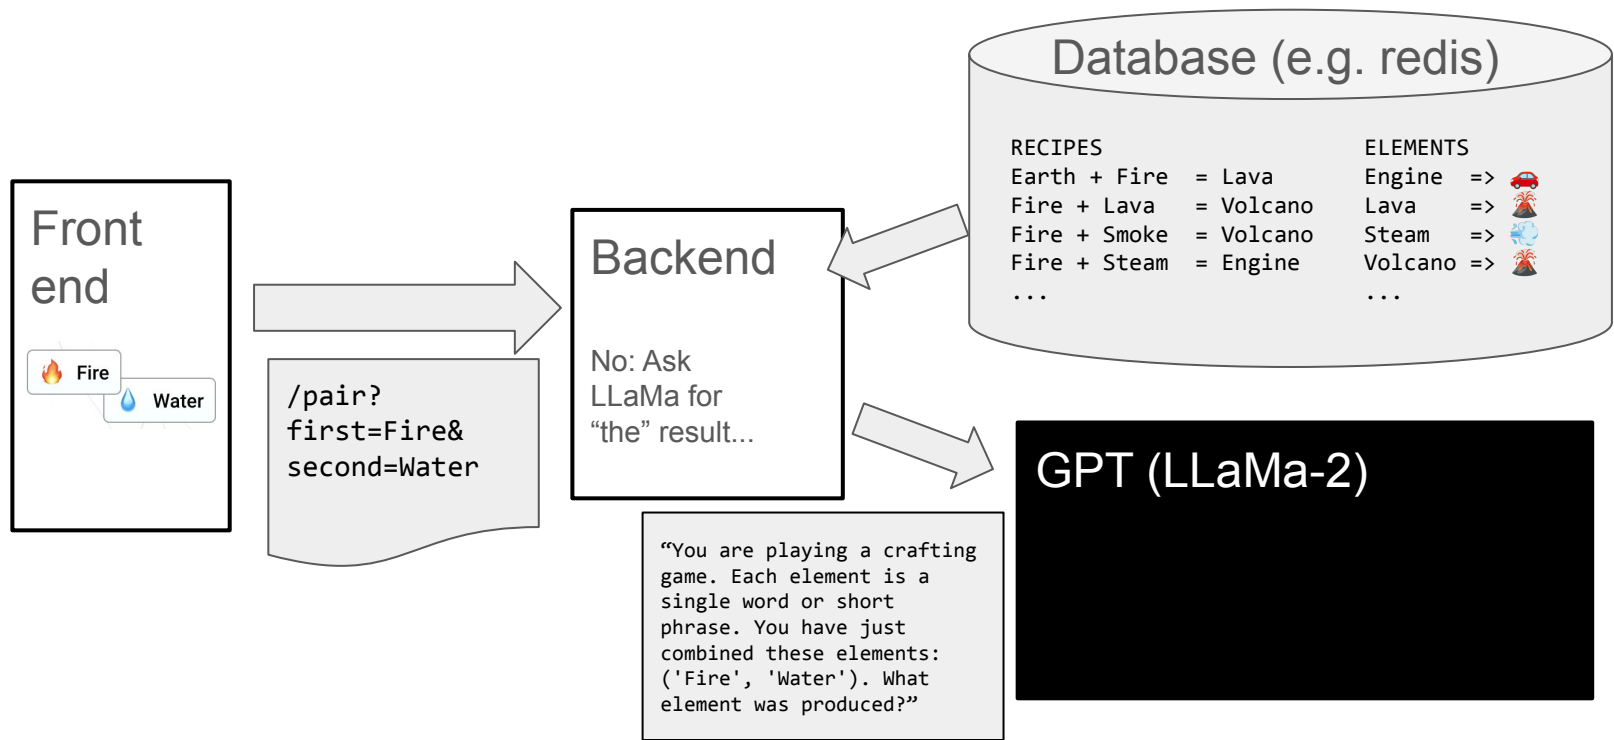 Front
end
🔥 Fire
💧 Water
/pair?
first=Fire&
second=Water
Backend
No: Ask
LLaMa for
“the” result...
Database (e.g. redis)
RECIPES
Earth + Fire  = Lava
Fire + Lava   = Volcano
Fire + Smoke  = Volcano
Fire + Steam  = Engine
...
ELEMENTS
Engine  => 🚗
Lava    => 🌋
Steam   => 💨
Volcano => 🌋
...
“You are playing a crafting
game. Each element is a
single word or short
phrase. You have just
combined these elements:
('Fire', 'Water'). What
element was produced?”
GPT (LLaMa-2)